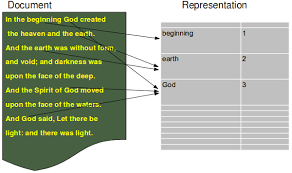 Document
Representation
In the beginning God created
the heaven and the earth.
And the earth was without form,
and void; and darkness was
upon the face of the deep.
And the Spirit of God moved
upon the face of the waters.
And God said, Let there be
light: and there was light.
beginning 1
earth 2
God 3